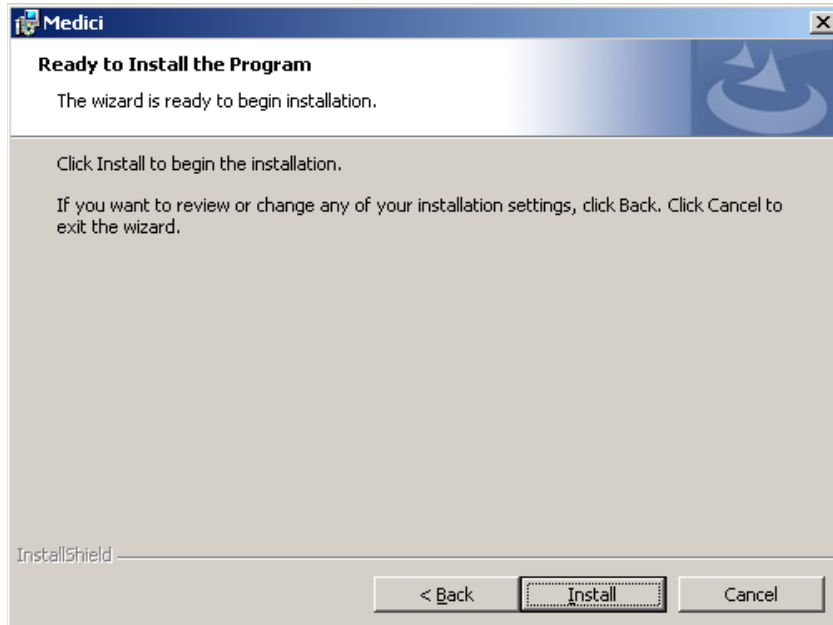 Medici
Ready to Install the Program
The wizard is ready to begin installation.
Click Install to begin the installation.
If you want to review or change any of your installation settings, click Back. Click Cancel to
exit the wizard.
InstallShield
< Back
Install
Cancel